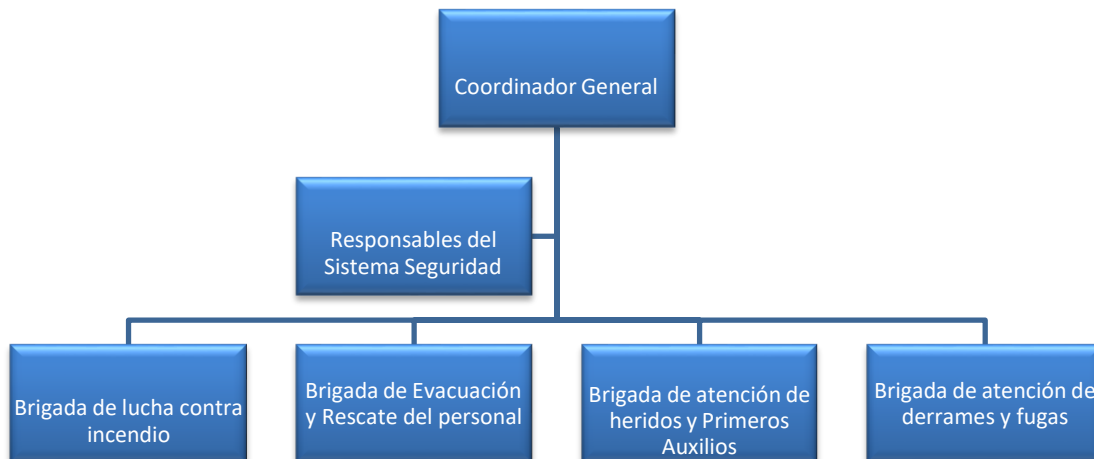 Coordinador General
Responsables del
Sistema Seguridad
Brigada de lucha contra
incendio
Brigada de Evacuación
y Rescate del personal
Brigada de atención de
heridos y Primeros
Auxilios
Brigada de atención de
derrames y fugas